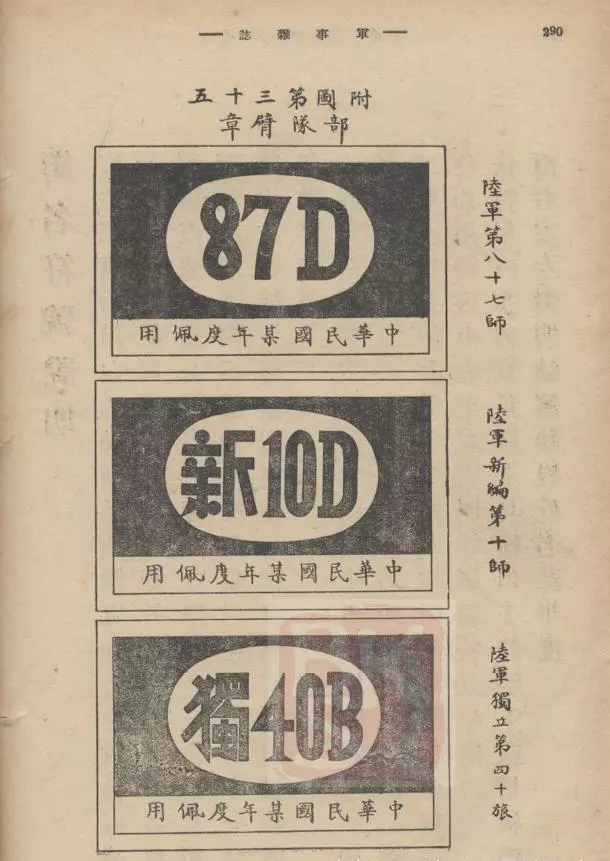 軍事雜誌
290
附圖第三十五
部隊臂章
陸軍第八十七師
87D
中華民國某年度佩用
陸軍新編第十師
新10D
中華民國某年度佩用
陸軍獨立第四十旅
獨40B
中華民國某年度佩用